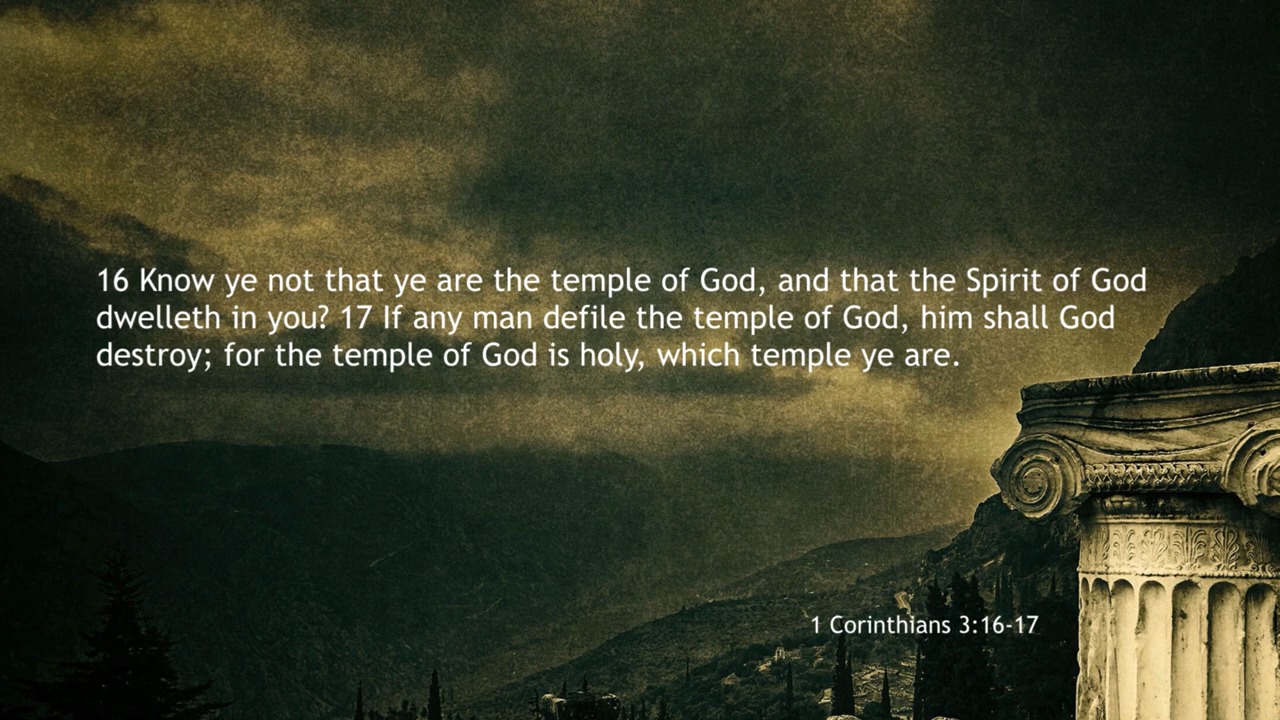 16 Know ye not that ye are the temple of God, and that the Spirit of God
dwelleth in you? 17 If any man defile the temple of God, him shall God
destroy; for the temple of God is holy, which temple ye are.
1 Corinthians 3:16-17